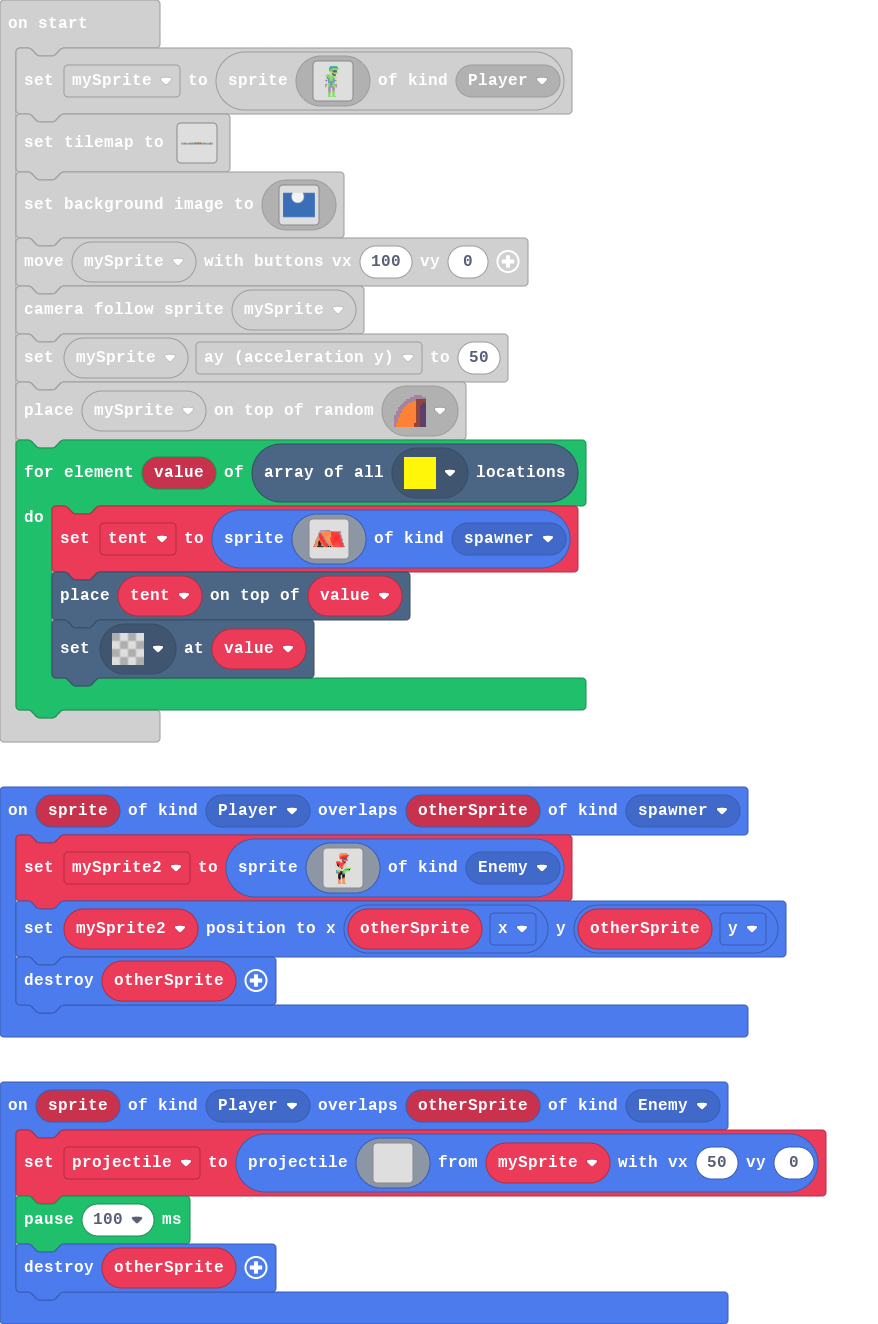 on start
set mySprite to sprite of kind Player
set tilemap to
set background image to
move mySprite with buttons vx 100 vy 0
camera follow sprite mySprite
set mySprite ay (acceleration y) to 50
place mySprite on top of random
for element value of array of all locations
do
set tent to sprite of kind spawner
place tent on top of value
set at value
on sprite of kind Player overlaps otherSprite of kind spawner
set mySprite2 to sprite of kind Enemy
set mySprite2 position to x otherSprite x y otherSprite y
destroy otherSprite
on sprite of kind Player overlaps otherSprite of kind Enemy
set projectile to projectile from mySprite with vx 50 vy 0
pause 100 ms
destroy otherSprite